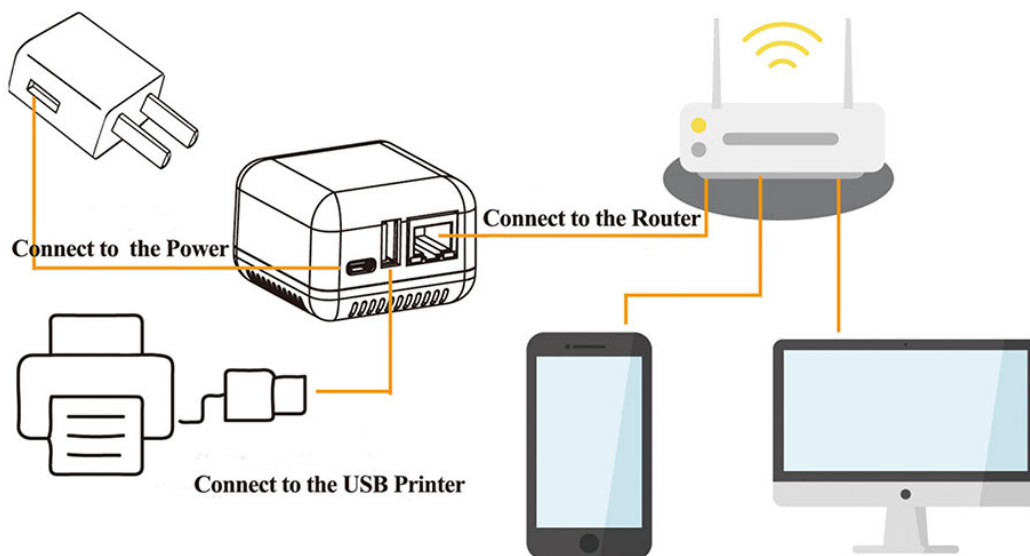 Connect to the Router
Connect to the Power
Connect to the USB Printer